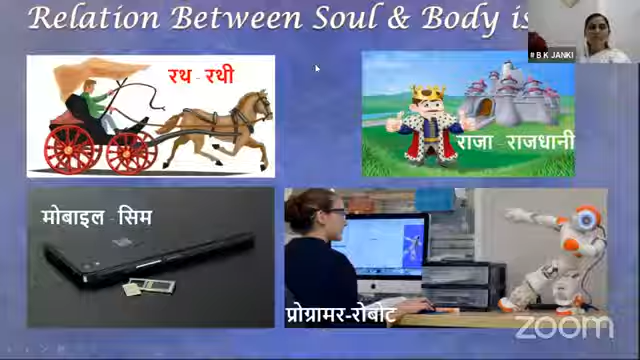 Relation Between Soul & Body is
# B K JANKI
रथ - रथी
राजा - राजधानी
मोबाइल - सिम
प्रोग्रामर-रोबोट
zoom